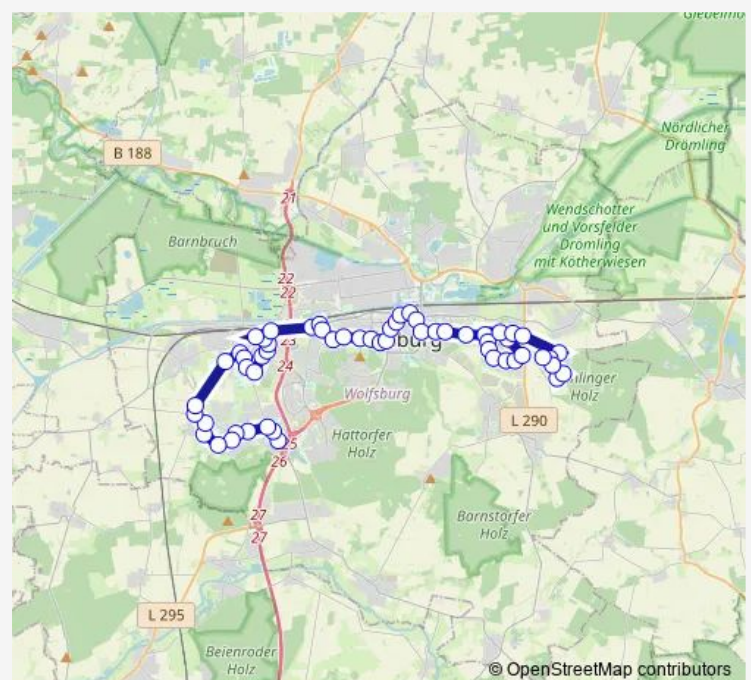 B 188
21
Nördlicher
Drömling
Wendschotter
und Vorsfelder
Drömling
mit Kötherwiesen
Barnbruch
22
22
23
burg
24
Wolfsburg
Holz
L 290
Hattorfer
Holz
25
26
Barnstorfer
Holz
27
27
L 295
Beienroder
Holz
© OpenStreetMap contributors